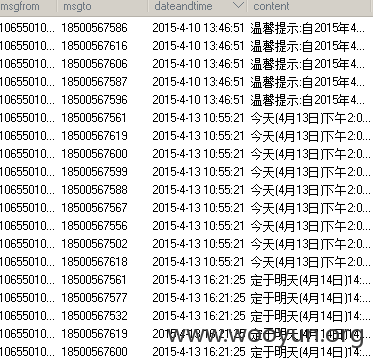 msgfrom msgto dateandtime content
10655010... 18500567586 2015-4-10 13:46:51 温馨提示:自2015年4...
10655010... 18500567616 2015-4-10 13:46:51 温馨提示:自2015年4...
10655010... 18500567606 2015-4-10 13:46:51 温馨提示:自2015年4...
10655010... 18500567587 2015-4-10 13:46:51 温馨提示:自2015年4...
10655010... 18500567596 2015-4-10 13:46:51 温馨提示:自2015年4...
10655010... 18500567561 2015-4-13 10:55:21 今天(4月13日)下午2:0...
10655010... 18500567619 2015-4-13 10:55:21 今天(4月13日)下午2:0...
10655010... 18500567600 2015-4-13 10:55:21 今天(4月13日)下午2:0...
10655010... 18500567599 2015-4-13 10:55:21 今天(4月13日)下午2:0...
10655010... 18500567588 2015-4-13 10:55:21 今天(4月13日)下午2:0...
10655010... 18500567567 2015-4-13 10:55:21 今天(4月13日)下午2:0...
10655010... 18500567556 2015-4-13 10:55:21 今天(4月13日)下午2:0...
10655010... 18500567502 2015-4-13 10:55:21 今天(4月13日)下午2:0...
10655010... 18500567618 2015-4-13 10:55:21 今天(4月13日)下午2:0...
10655010... 18500567561 2015-4-13 16:21:25 定于明天(4月14日)14:...
10655010... 18500567577 2015-4-13 16:21:25 定于明天(4月14日)14:...
10655010... 18500567532 2015-4-13 16:21:25 定于明天(4月14日)14:...
10655010... 18500567619 2015-4-13 16:21:25 定于明天(4月14日)14:...
10655010... 18500567600 2015-4-13 16:21:25 定于明天(4月14日)14:...
www.wooyun.org